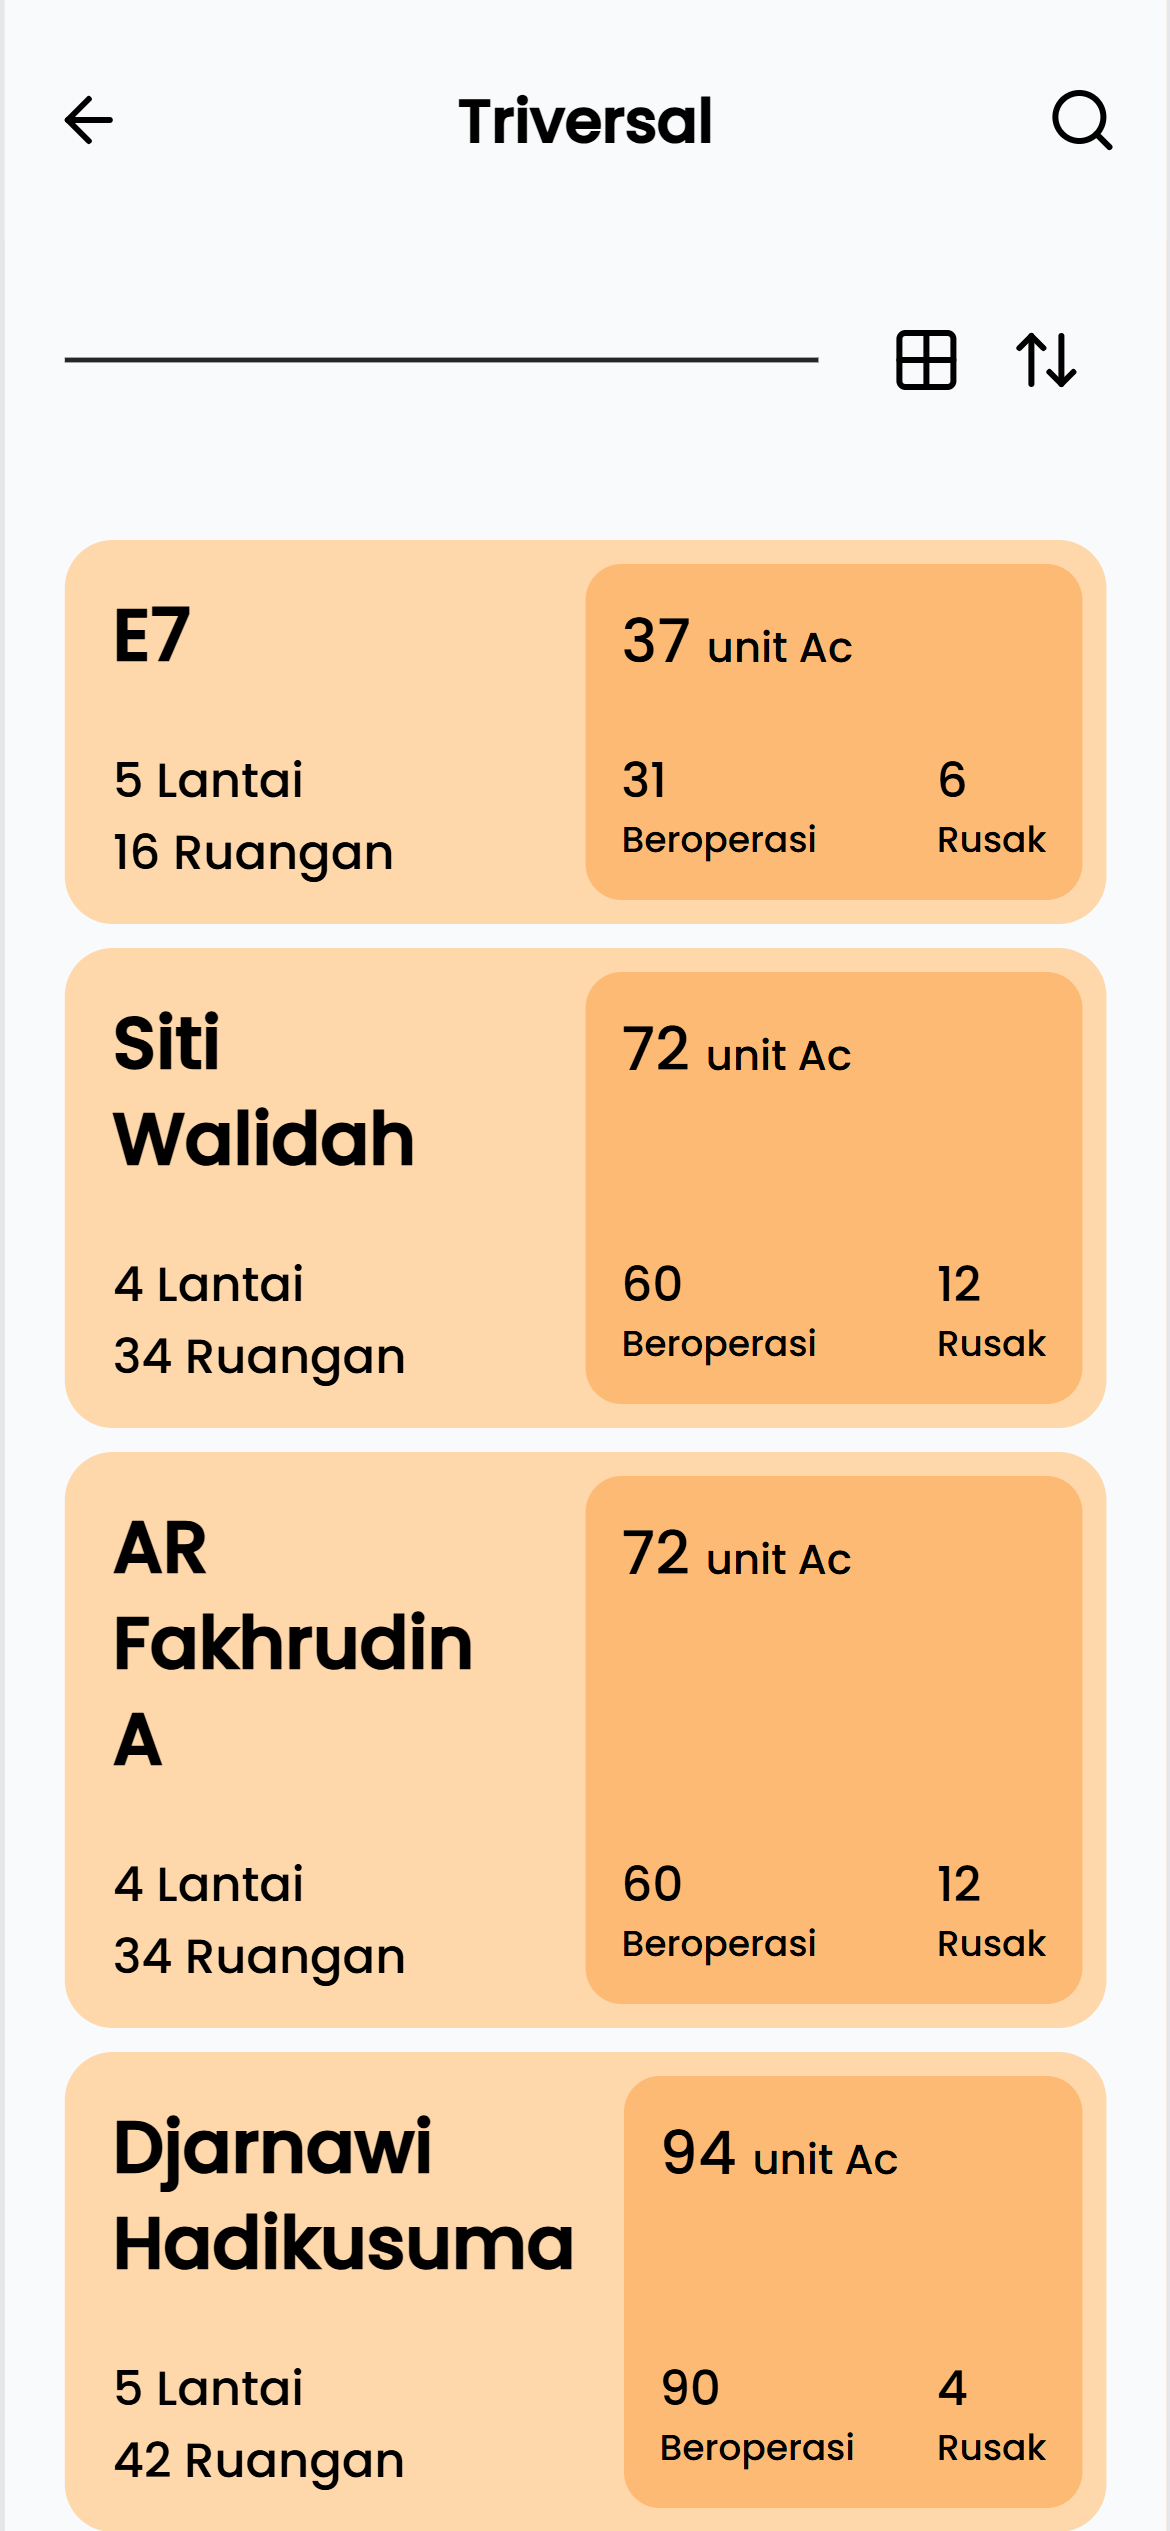 Triversal
E7
37 unit Ac
5 Lantai
16 Ruangan
31
Beroperasi
6
Rusak
Siti
Walidah
72 unit Ac
4 Lantai
34 Ruangan
60
Beroperasi
12
Rusak
AR
Fakhrudin
A
72 unit Ac
4 Lantai
34 Ruangan
60
Beroperasi
12
Rusak
Djarnawi
Hadikusuma
94 unit Ac
5 Lantai
42 Ruangan
90
Beroperasi
4
Rusak